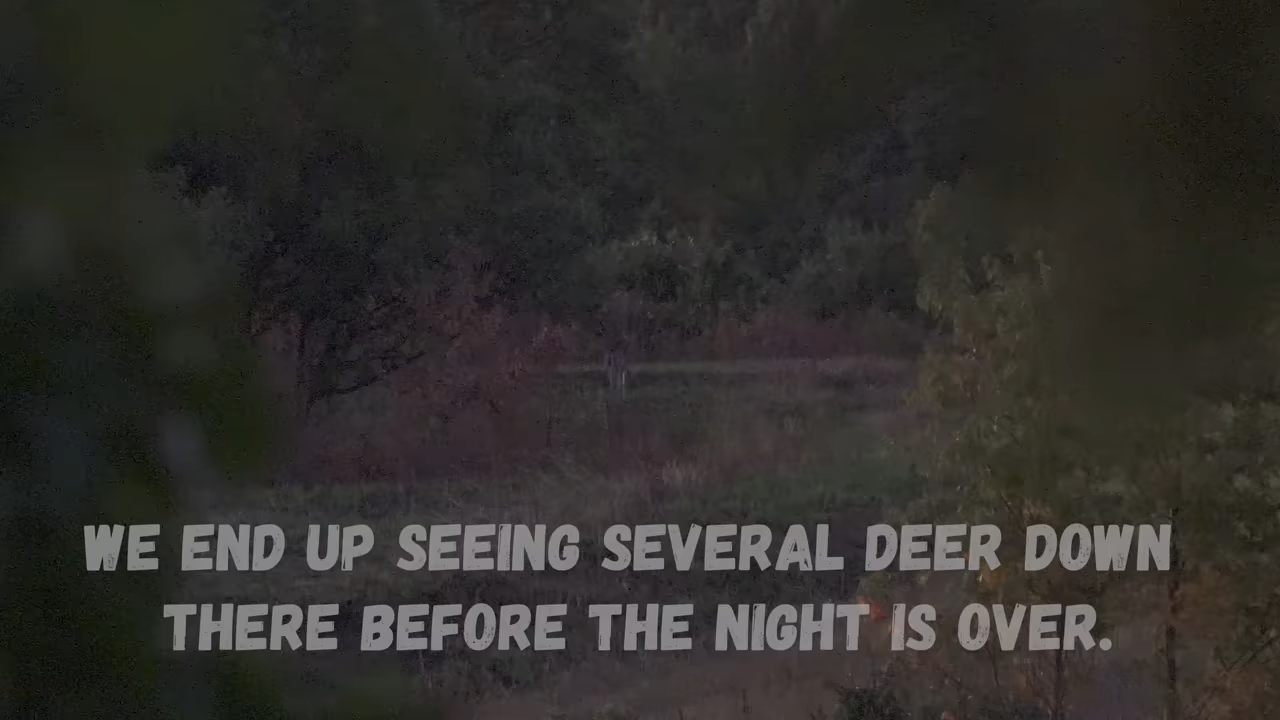 WE END UP SEEING SEVERAL DEER DOWN
THERE BEFORE THE NIGHT IS OVER.